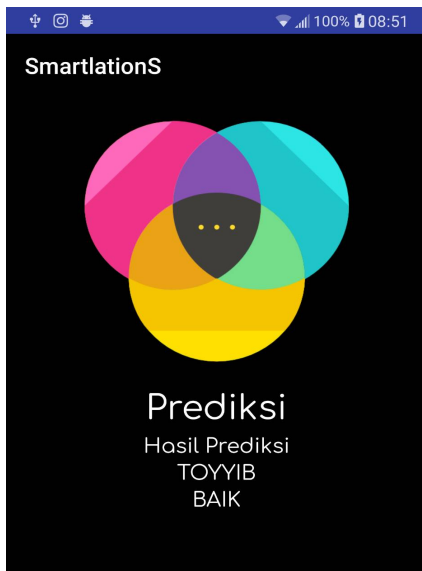 100% 08:51
SmartlationS
Prediksi
Hasil Prediksi
TOYYIB
BAIK